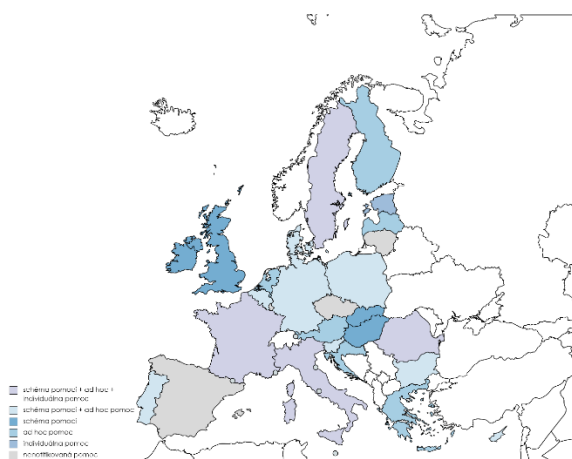 schéma pomoci + ad hoc +
individuálna pomoc
schéma pomoci + ad hoc pomoc
schéma pomoci
ad hoc pomoc
individuálna pomoc
nenotifikovaná pomoc